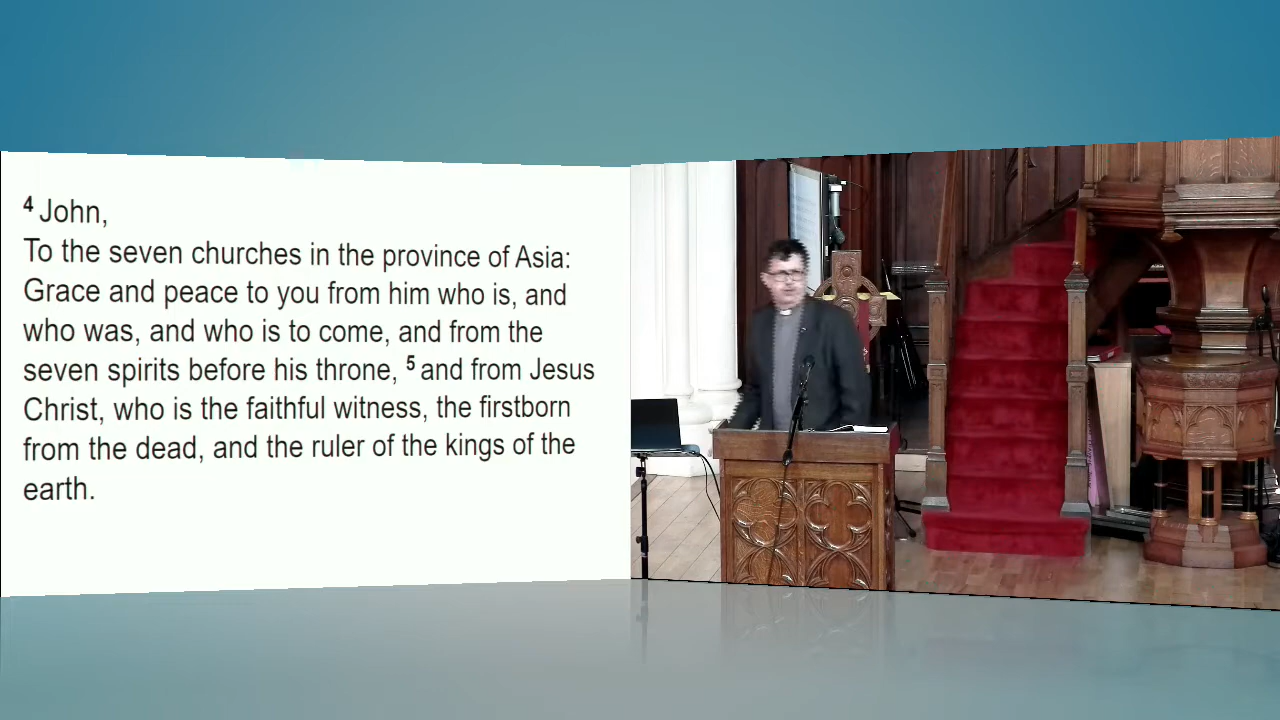 4 John,
To the seven churches in the province of Asia:
Grace and peace to you from him who is, and
who was, and who is to come, and from the
seven spirits before his throne, 5 and from Jesus
Christ, who is the faithful witness, the firstborn
from the dead, and the ruler of the kings of the
earth.